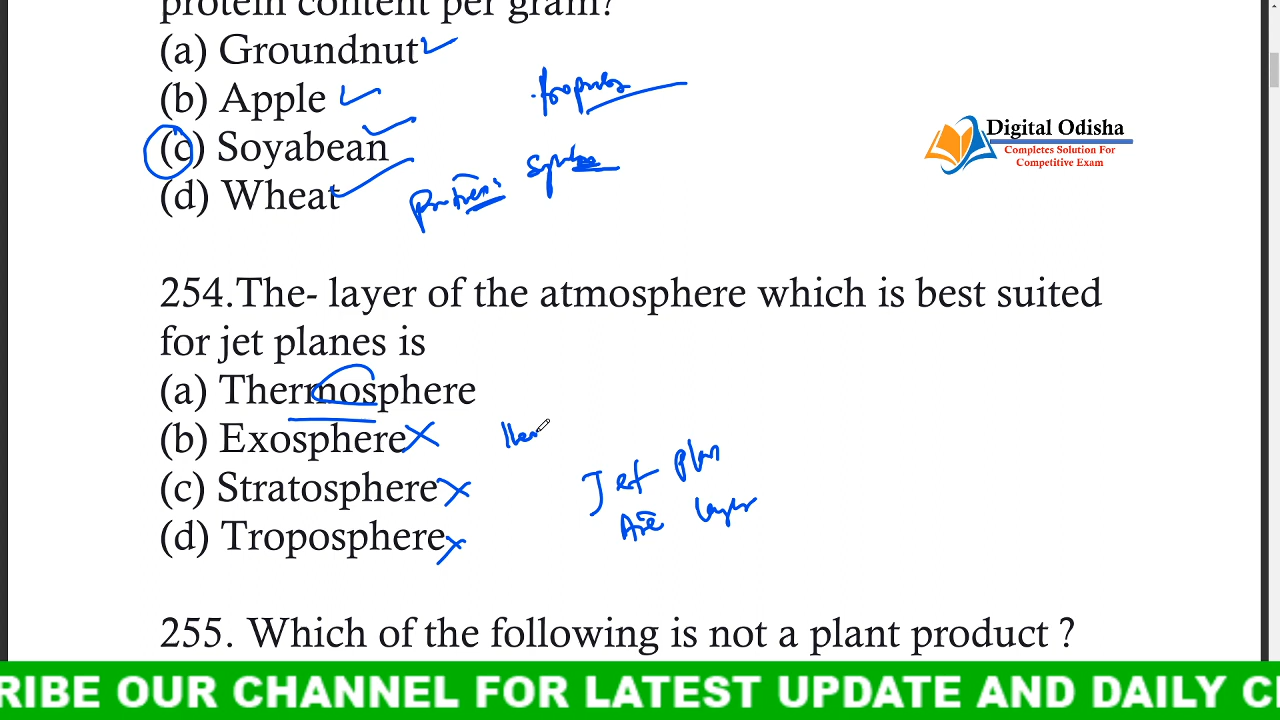 protein content per gram?
(a) Groundnut
(b) Apple
(c) Soyabean
(d) Wheat
Digital Odisha
Completes Solution For
Competitive Exam
254.The- layer of the atmosphere which is best suited
for jet planes is
(a) Thermosphere
(b) Exosphere
(c) Stratosphere
Jet Plan
(d) Troposphere
layer
255. Which of the following is not a plant product ?
RIBE OUR CHANNEL FOR LATEST UPDATE AND DAILY C